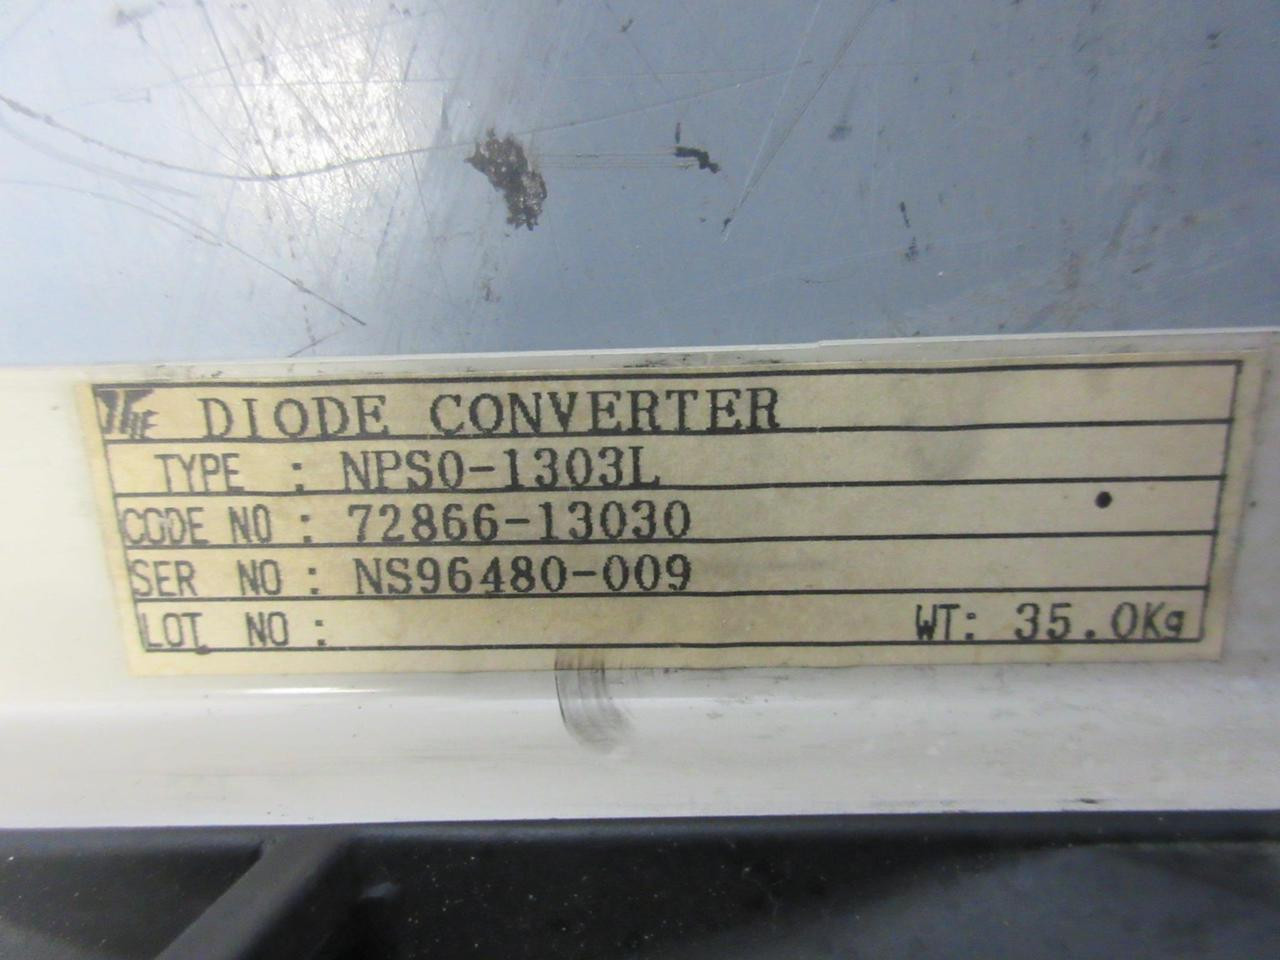 DIODE CONVERTER
TYPE : NPS0-1303L
CODE NO : 72866-13030
SER NO : NS96480-009
LOT NO : WT: 35.0Kg